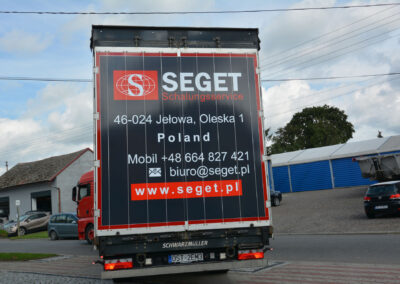 S SEGET
Schalungsservice
46-024 Jełowa, Oleska 1
Poland
Mobil +48 664 827 421
biuro@seget.pl
www.seget.pl
SCHWARZMÜLLER